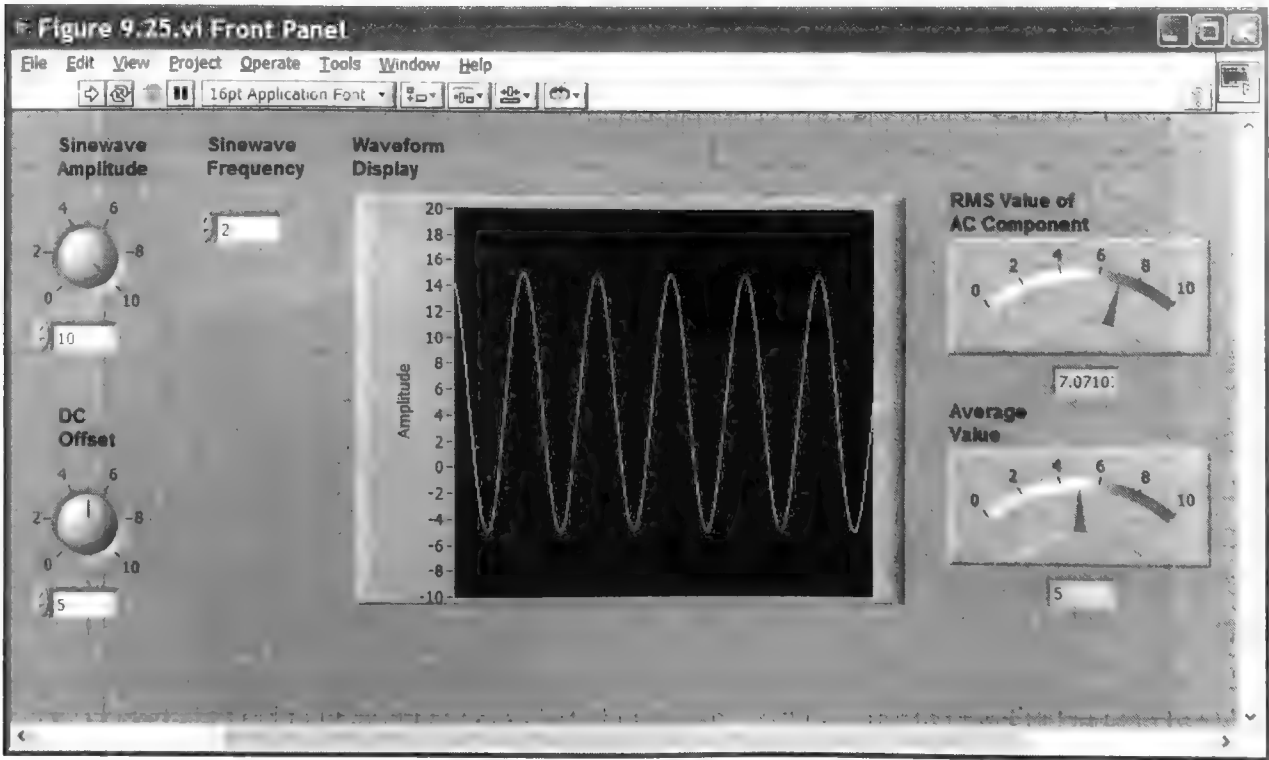 Figure 9.25.vi Front Panel
File Edit View Project Operate Tools Window Help
16pt Application Font
Sinewave
Amplitude
4 6
2 8
0 10
10
Sinewave
Frequency
2
DC
Offset
4 6
2 8
0 10
5
Waveform
Display
Amplitude
20
18
16
14
12
10
8
6
4
2
0
-2
-4
-6
-8
-10
RMS Value of
AC Component
0 2 4 6 8 10
7.0710
Average
Value
0 2 4 6 8 10
5